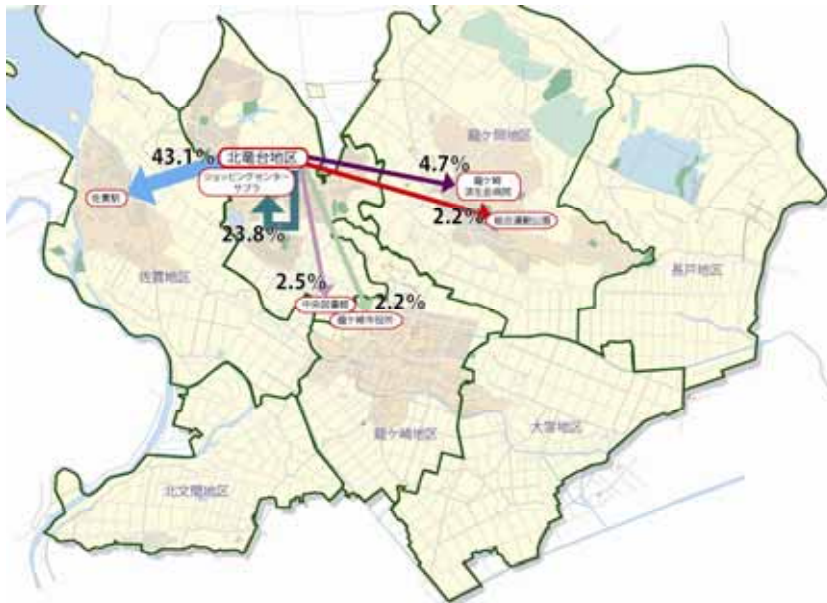 龍ケ岡地区
43.1%
北竜台地区
4.7%
ショッピングセンター
サプラ
龍ケ崎
済生会病院
佐貫駅
2.2%
総合運動公園
23.8%
佐貫地区
長戸地区
2.5%
中央図書館
2.2%
龍ケ崎市役所
龍ケ崎地区
大宮地区
北文間地区